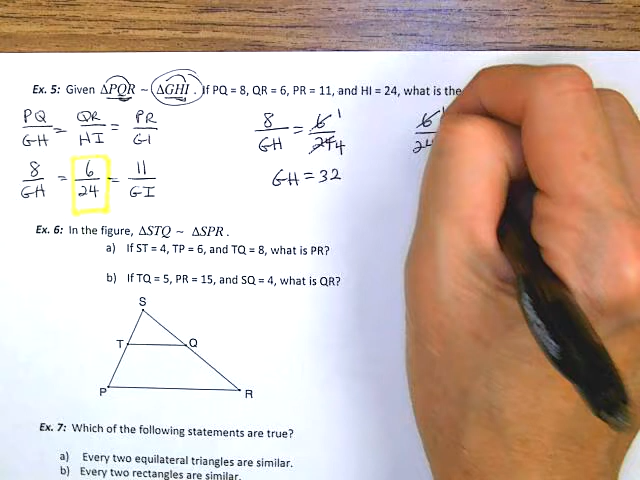 Ex. 5: Given ΔPQR ~ ΔGHI. If PQ = 8, QR = 6, PR = 11, and HI = 24, what is the
PQ/GH = QR/HI = PR/GI
8/GH = 6/24 = 11/GI
8/GH = 6/24 1 4
GH = 32
6/24
Ex. 6: In the figure, ΔSTQ ~ ΔSPR.
a) If ST = 4, TP = 6, and TQ = 8, what is PR?
b) If TQ = 5, PR = 15, and SQ = 4, what is QR?
S
T Q
P R
Ex. 7: Which of the following statements are true?
a) Every two equilateral triangles are similar.
b) Every two rectangles are similar.